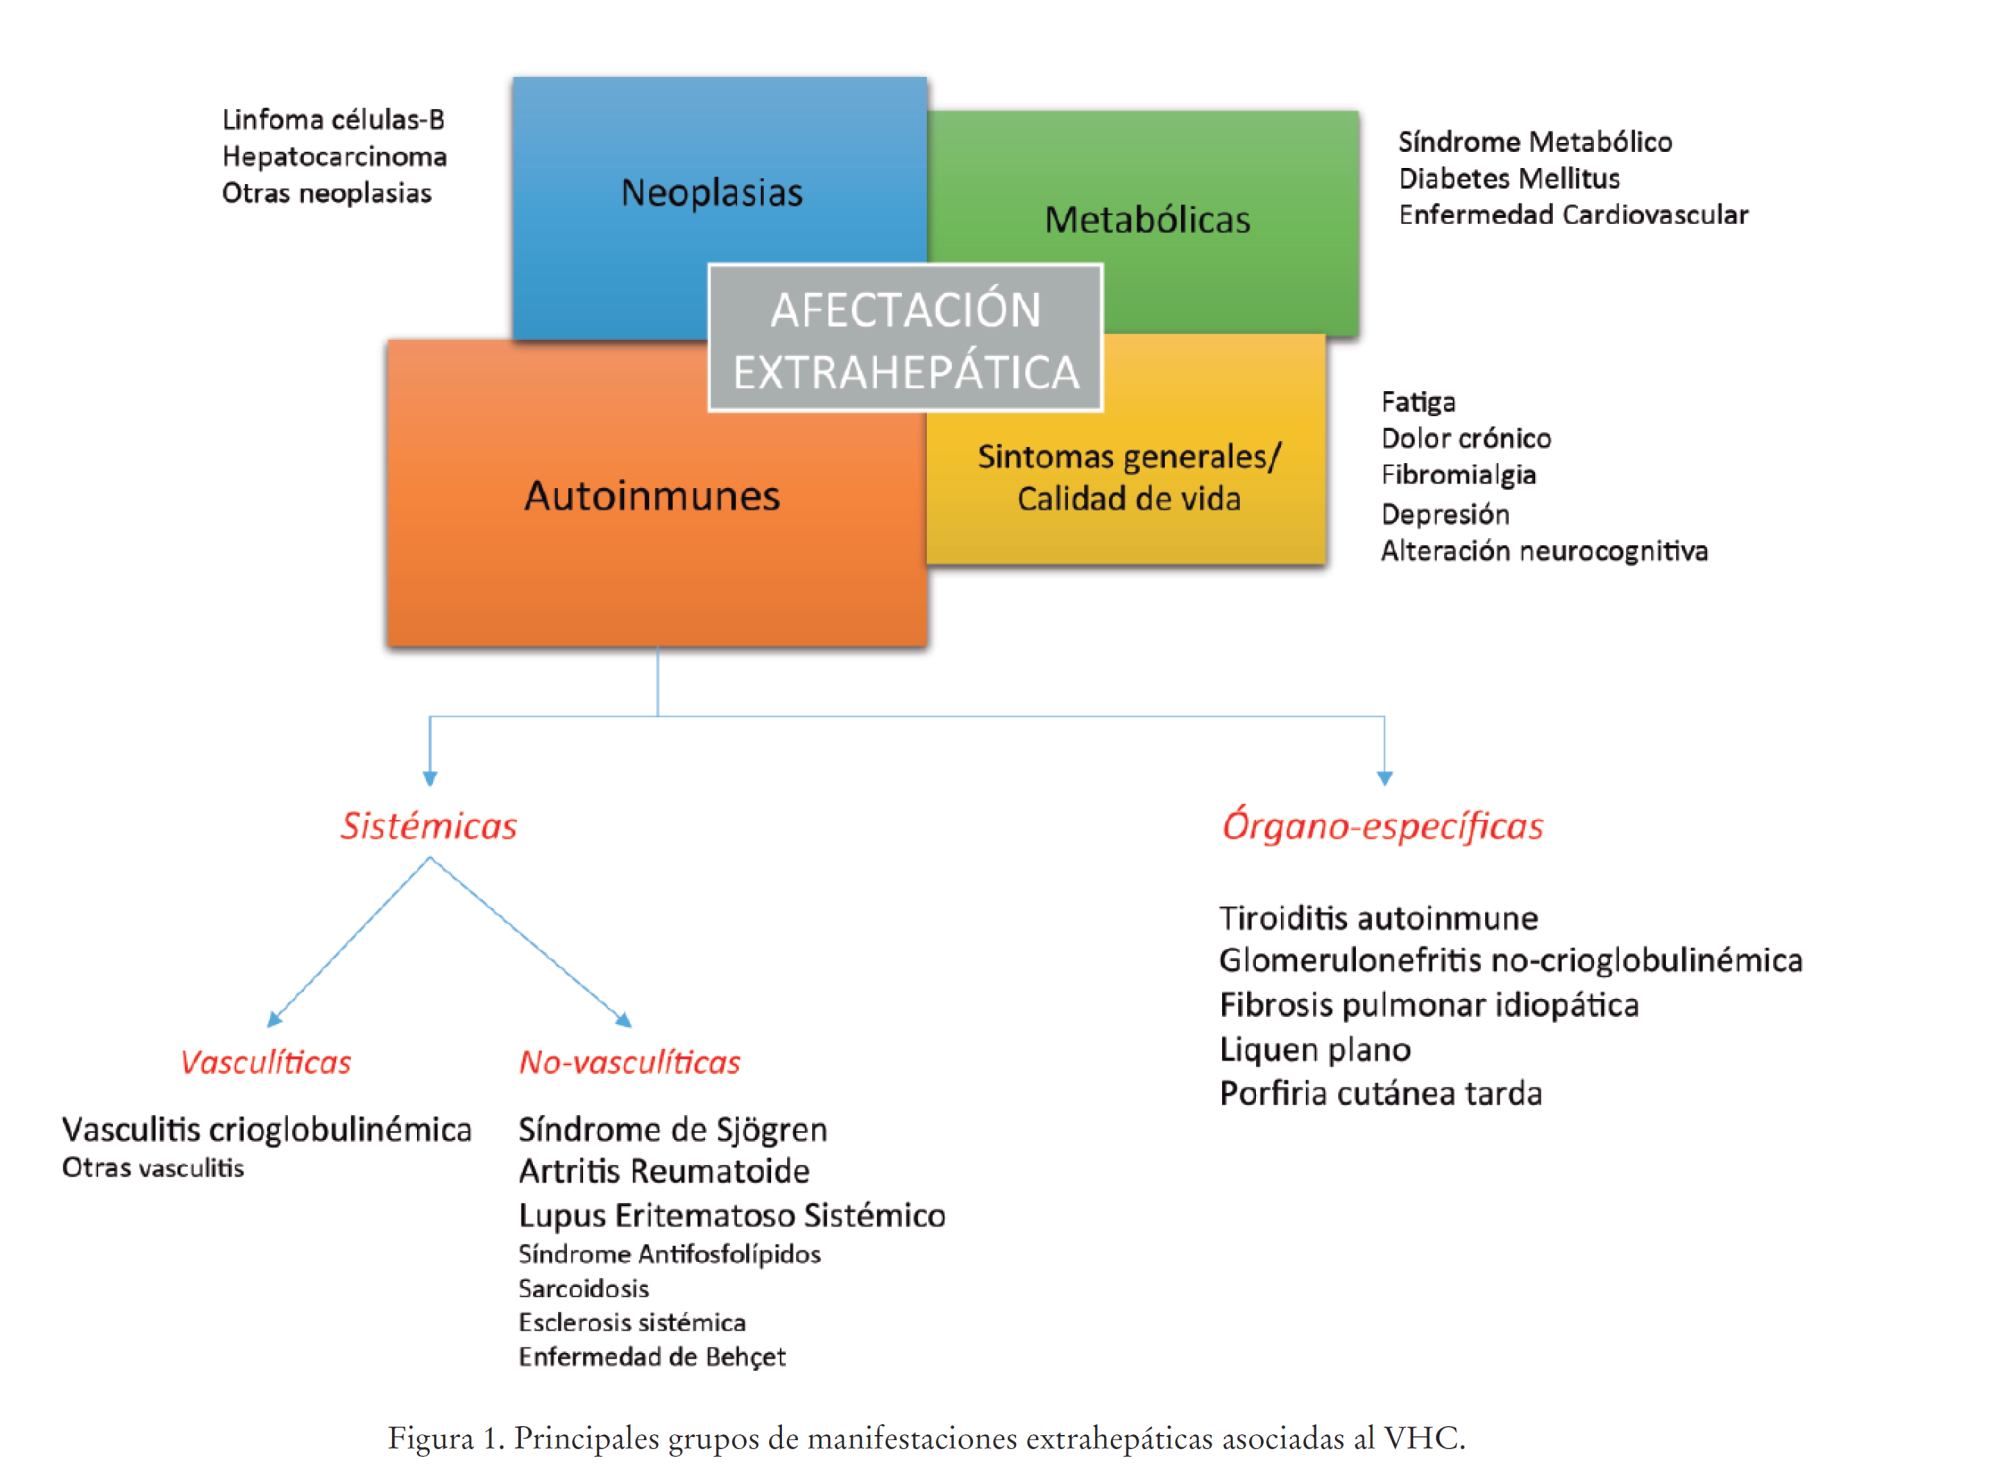 Linfoma células-B
Hepatocarcinoma
Otras neoplasias
Neoplasias
Metabólicas
Síndrome Metabólico
Diabetes Mellitus
Enfermedad Cardiovascular
AFECTACIÓN
EXTRAHEPÁTICA
Autoinmunes
Sintomas generales/
Calidad de vida
Fatiga
Dolor crónico
Fibromialgia
Depresión
Alteración neurocognitiva
Sistémicas
Órgano-específicas
Tiroiditis autoinmune
Glomerulonefritis no-crioglobulinémica
Fibrosis pulmonar idiopática
Liquen plano
Porfiria cutánea tarda
Vasculíticas
Vasculitis crioglobulinémica
Otras vasculitis
No-vasculíticas
Síndrome de Sjögren
Artritis Reumatoide
Lupus Eritematoso Sistémico
Síndrome Antifosfolípidos
Sarcoidosis
Esclerosis sistémica
Enfermedad de Behçet
Figura 1. Principales grupos de manifestaciones extrahepáticas asociadas al VHC.